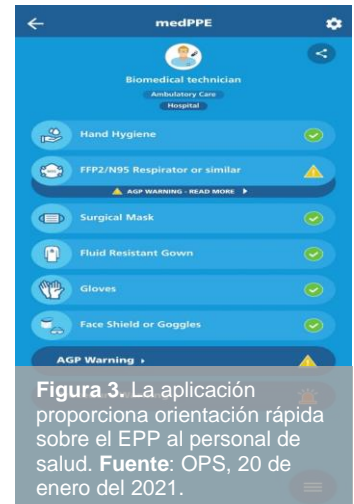 medPPE
Biomedical technician
Ambulatory Care
Hospital
Hand Hygiene
FFP2/N95 Respirator or similar
AGP WARNING - READ MORE
Surgical Mask
Fluid Resistant Gown
Gloves
Face Shield or Goggles
AGP Warning
Figura 3. La aplicación
proporciona orientación rápida
sobre el EPP al personal de
salud. Fuente: OPS, 20 de
enero del 2021.